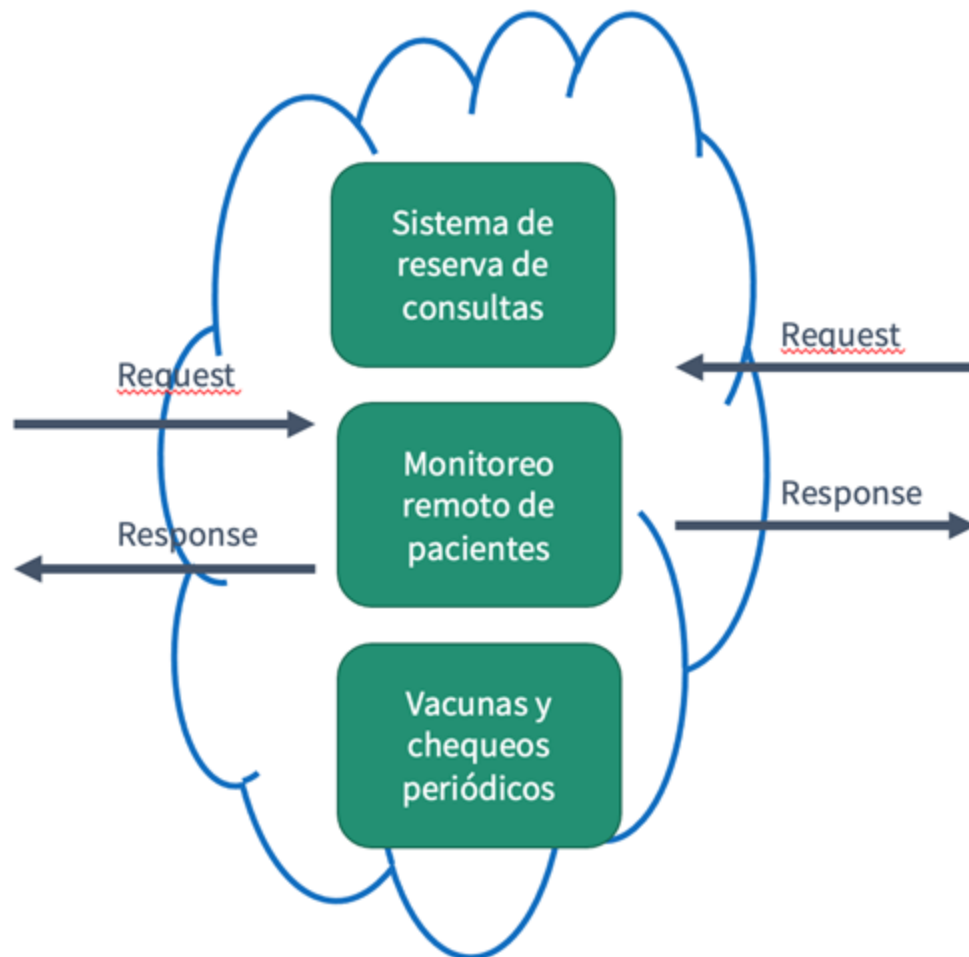 Sistema de
reserva de
consultas
Request
Request
Monitoreo
remoto de
pacientes
Response
Response
Vacunas y
chequeos
periódicos